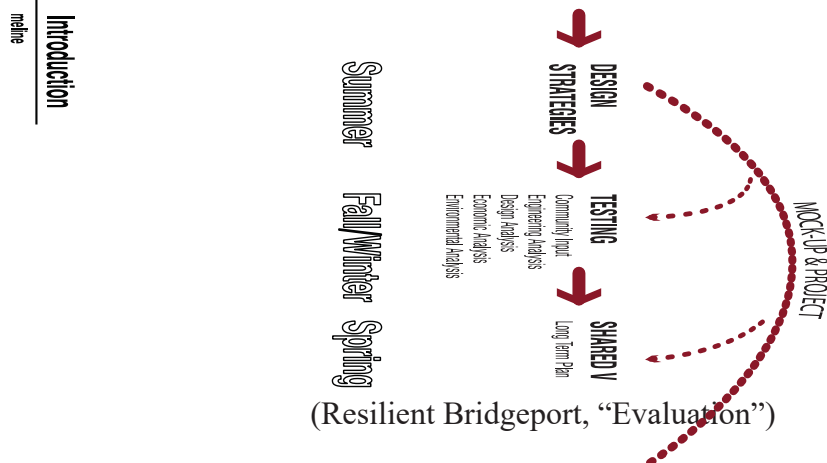 Introduction
meline
MOCK-UP & PROJECT
DESIGN
STRATEGIES
TESTING
Community Input
Engineering Analysis
Design Analysis
Economic Analysis
Environmental Analysis
SHARED V
Long Term Plan
Summer
Fall/Winter
Spring
(Resilient Bridgeport, “Evaluation”)